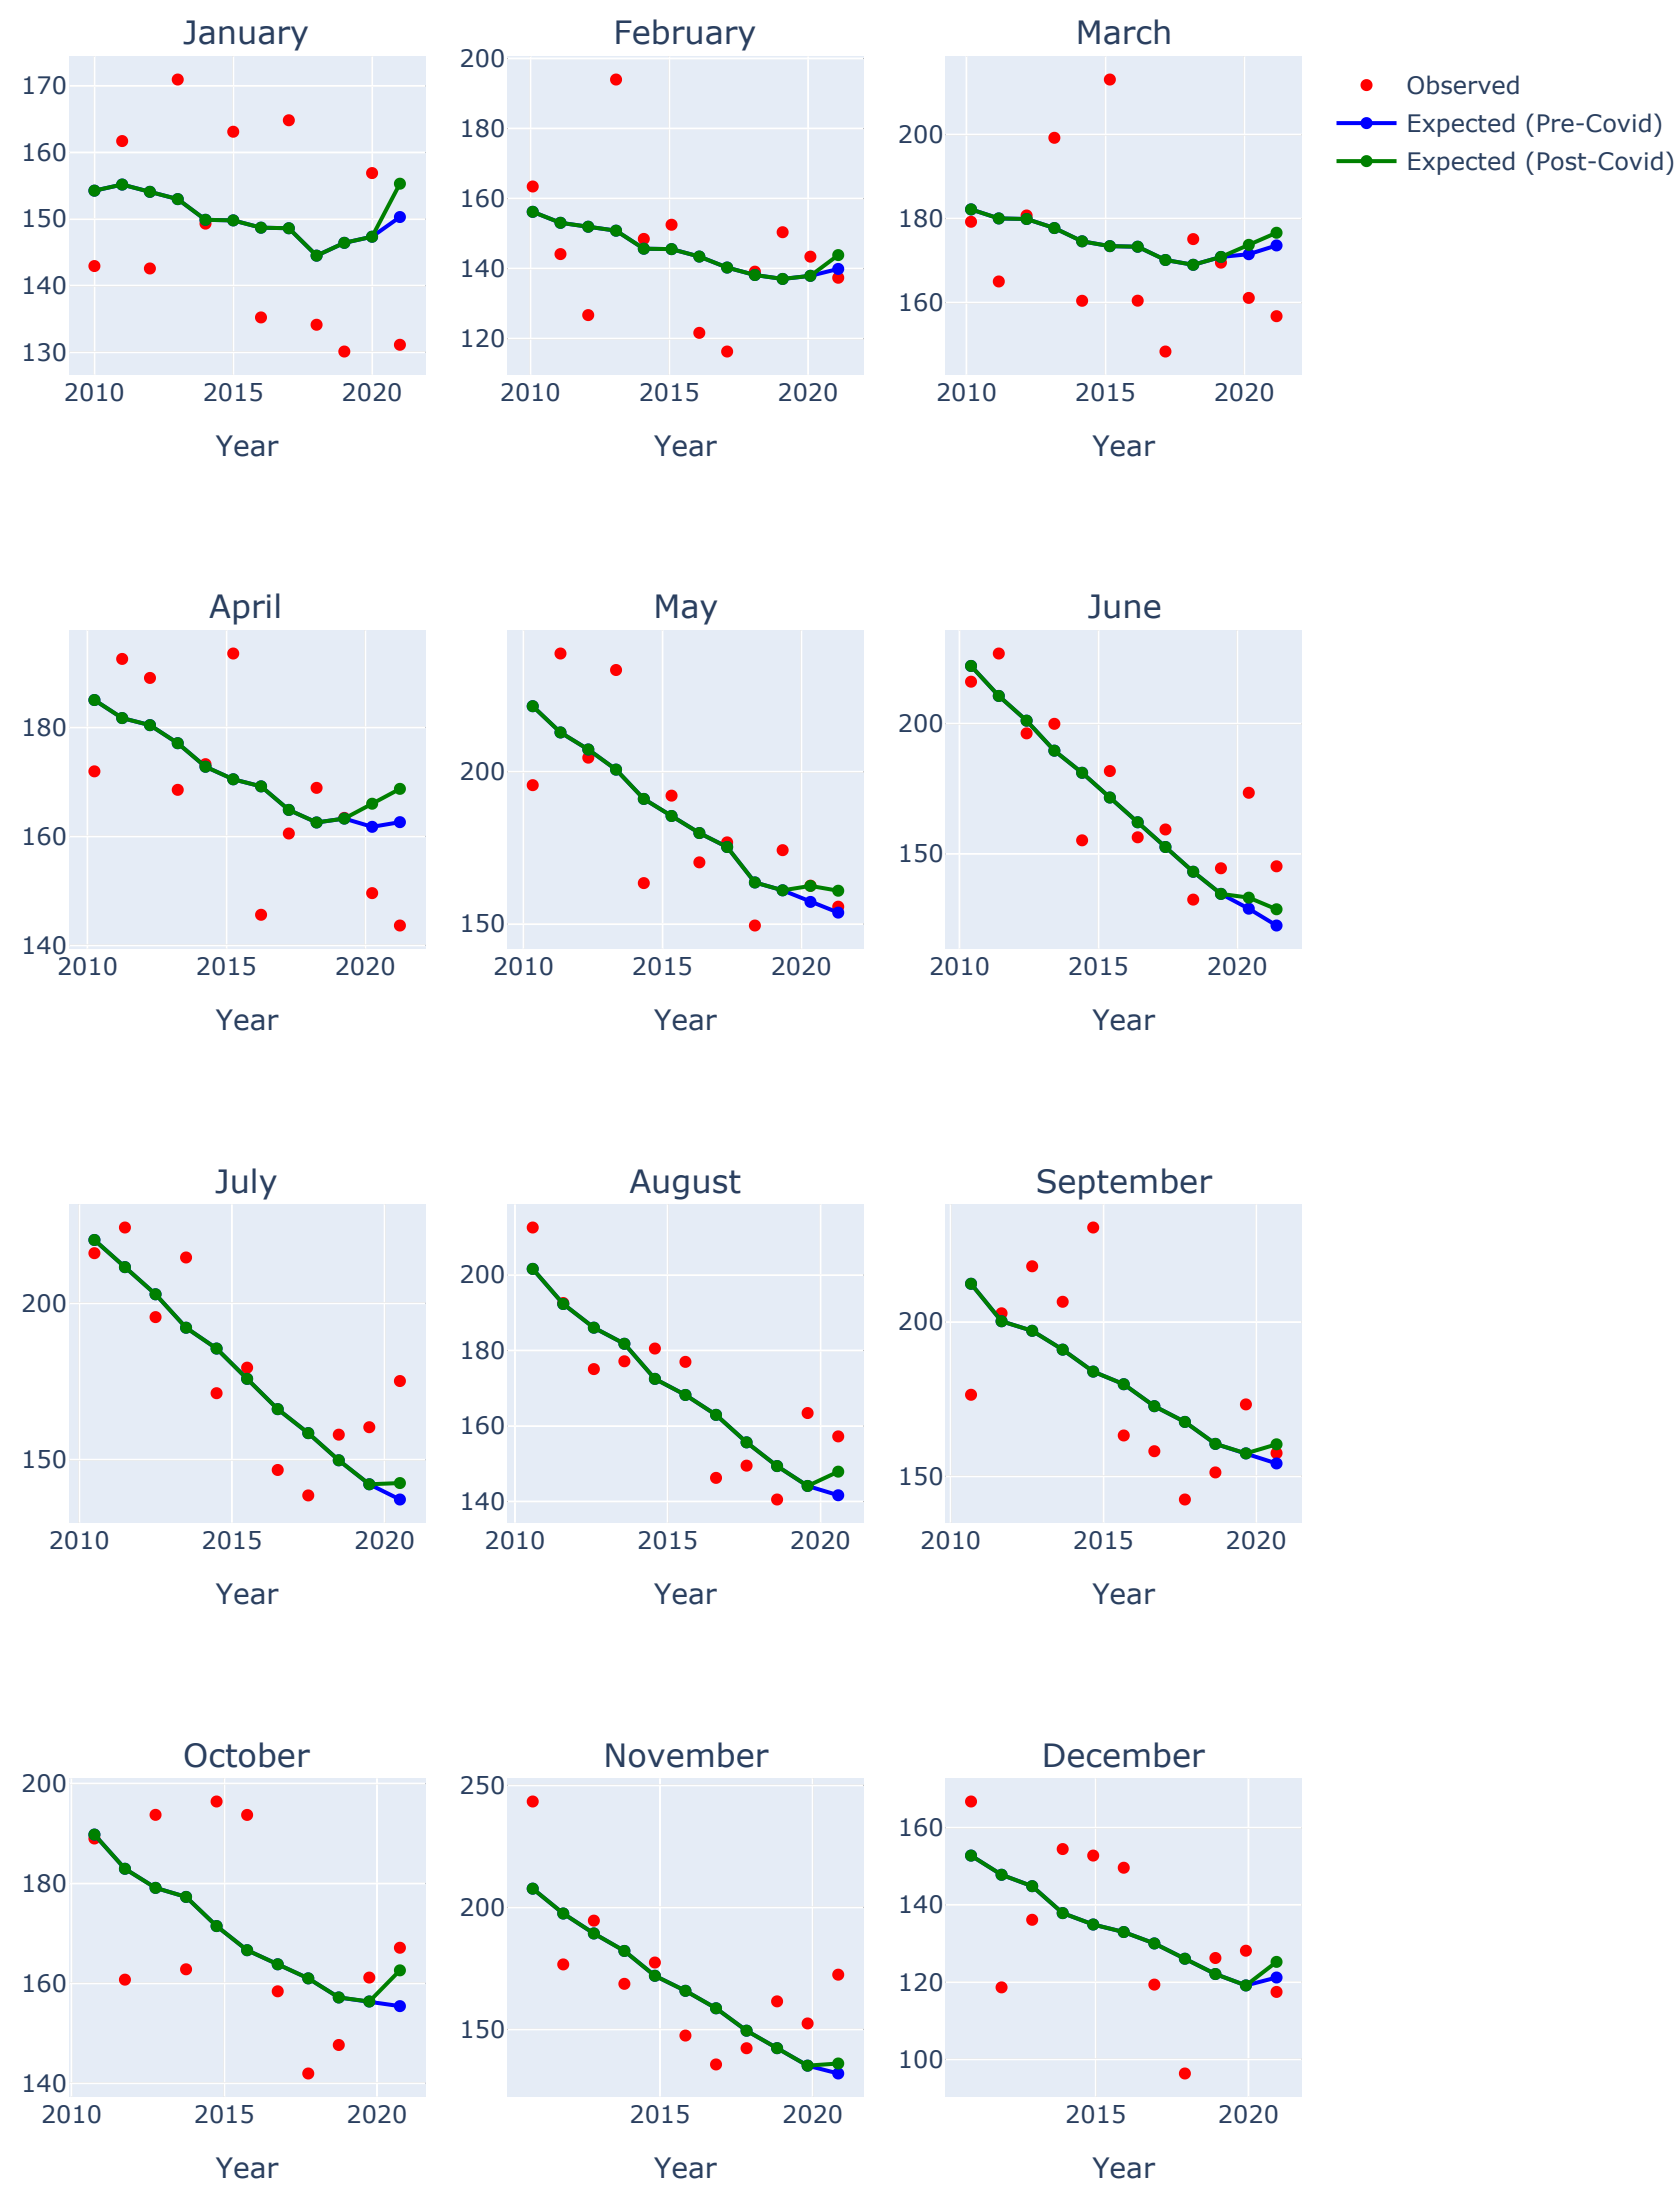 January
February
March
170
160
150
140
130
2010
2015
2020
Year
200
180
160
140
120
2010
2015
2020
Year
200
180
160
2010
2015
2020
Year
Observed
Expected (Pre-Covid)
Expected (Post-Covid)
April
May
June
180
160
140
2010
2015
2020
Year
200
150
2010
2015
2020
Year
200
150
2010
2015
2020
Year
July
August
September
200
150
2010
2015
2020
Year
200
180
160
140
2010
2015
2020
Year
200
150
2010
2015
2020
Year
October
November
December
200
180
160
140
2010
2015
2020
Year
250
200
150
2015
2020
Year
160
140
120
100
2015
2020
Year